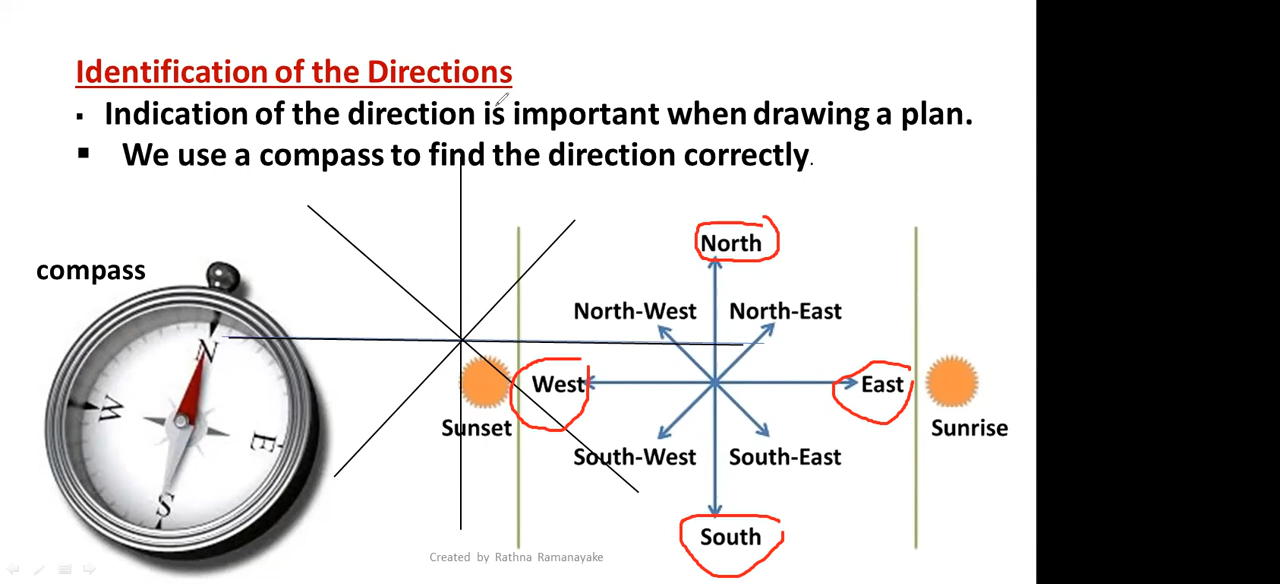 Identification of the Directions
▪ Indication of the direction is important when drawing a plan.
▪ We use a compass to find the direction correctly.
compass
North
North-West North-East
West East
Sunset Sunrise
South-West South-East
South
N
W
E
S
Created by Rathna Ramanayake